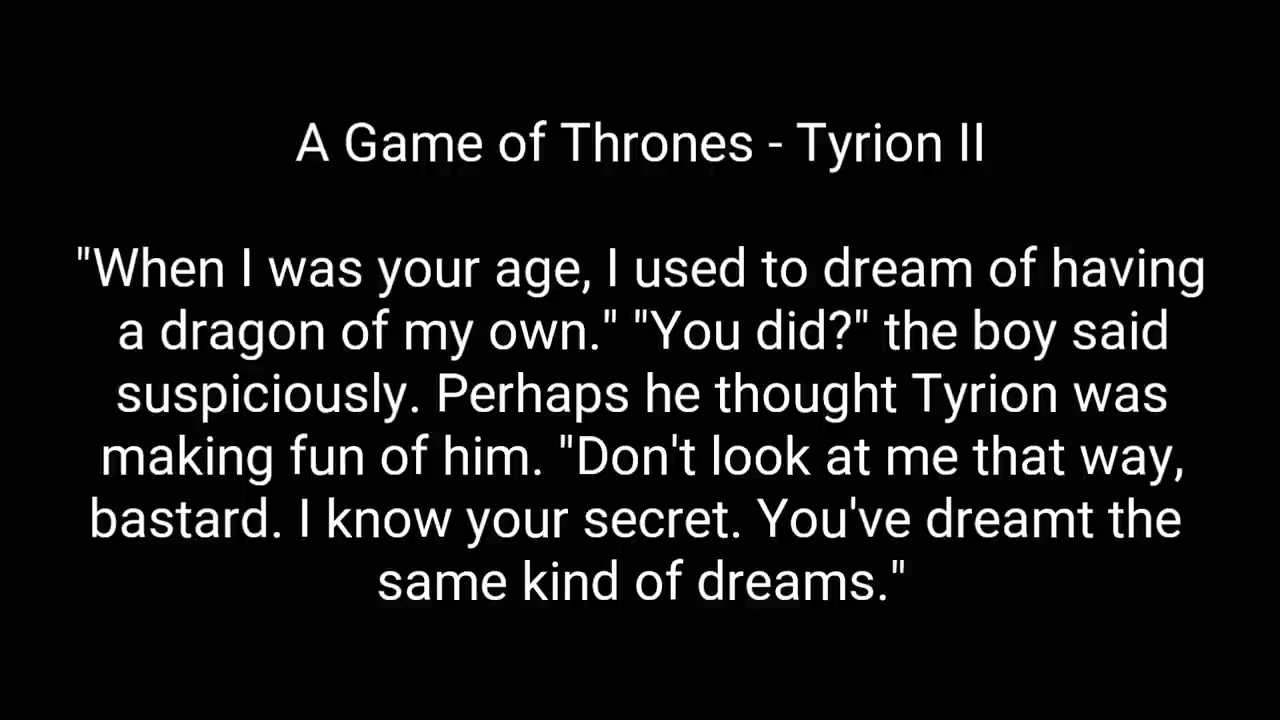 A Game of Thrones - Tyrion II
"When I was your age, I used to dream of having
a dragon of my own." "You did?" the boy said
suspiciously. Perhaps he thought Tyrion was
making fun of him. "Don't look at me that way,
bastard. I know your secret. You've dreamt the
same kind of dreams."